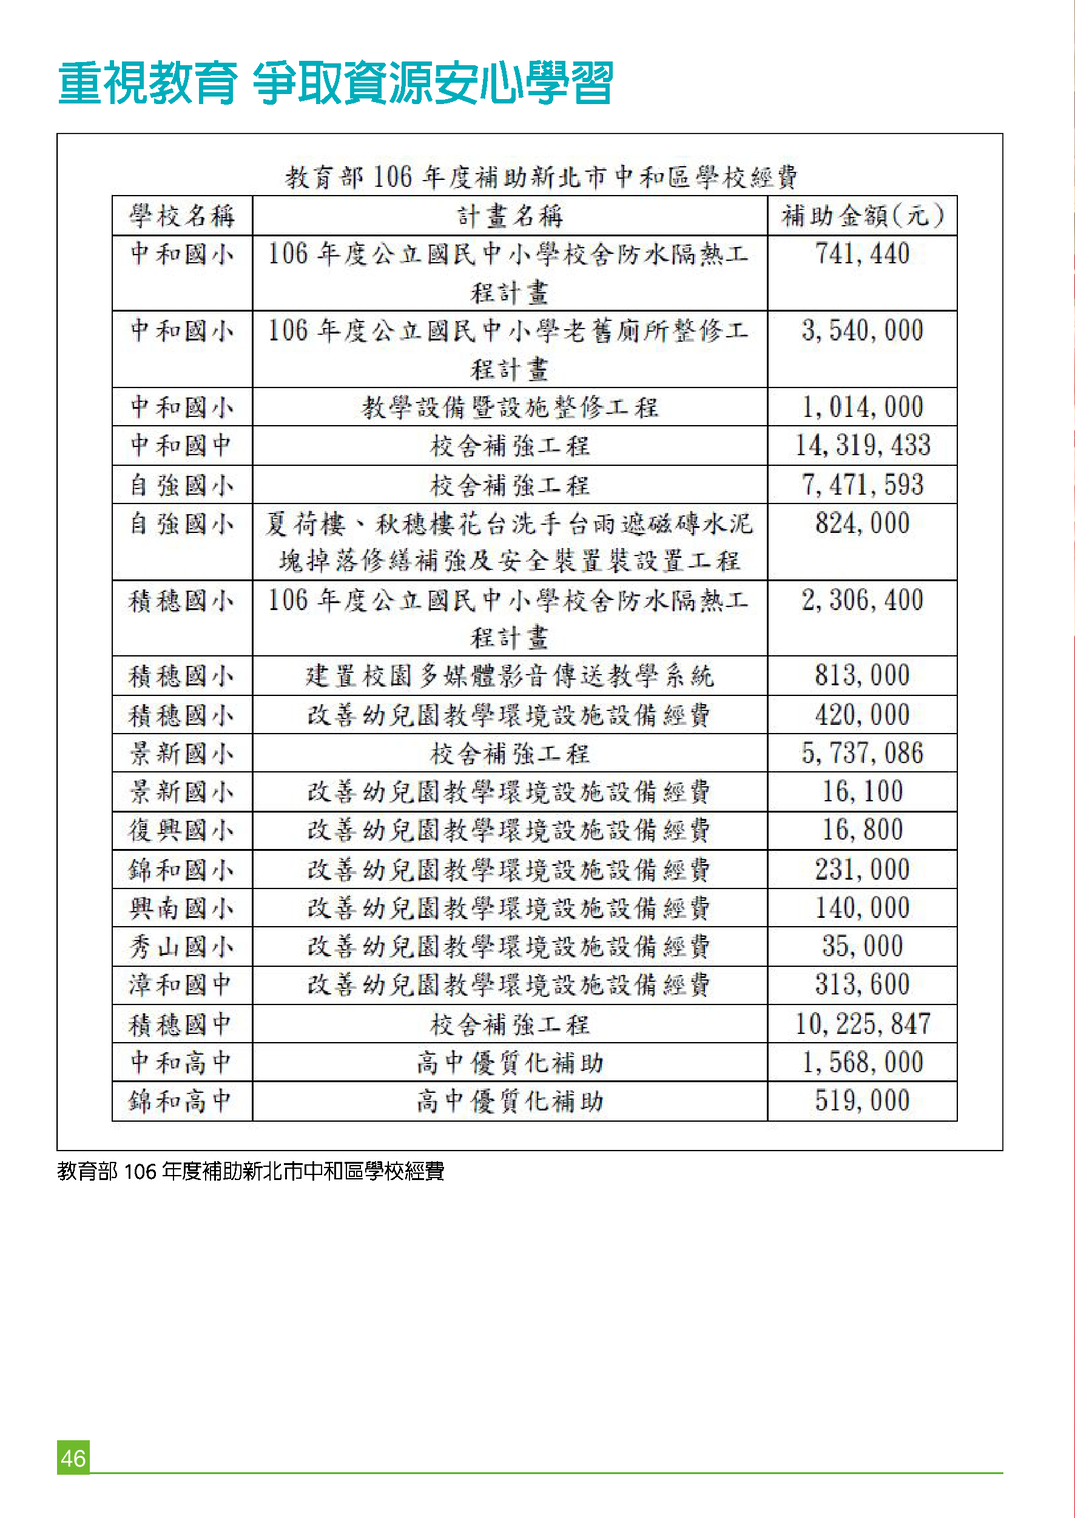 重視教育 爭取資源安心學習
教育部 106 年度補助新北市中和區學校經費
學校名稱 計畫名稱 補助金額(元)
中和國小 106 年度公立國民中小學校舍防水隔熱工 741,440
程計畫
中和國小 106 年度公立國民中小學老舊廁所整修工 3,540,000
程計畫
中和國小 教學設備暨設施整修工程 1,014,000
中和國中 校舍補強工程 14,319,433
自強國小 校舍補強工程 7,471,593
自強國小 夏荷樓、秋穗樓花台洗手台雨遮磁磚水泥 824,000
塊掉落修繕補強及安全裝置裝設置工程
積穗國小 106 年度公立國民中小學校舍防水隔熱工 2,306,400
程計畫
積穗國小 建置校園多媒體影音傳送教學系統 813,000
積穗國小 改善幼兒園教學環境設施設備經費 420,000
景新國小 校舍補強工程 5,737,086
景新國小 改善幼兒園教學環境設施設備經費 16,100
復興國小 改善幼兒園教學環境設施設備經費 16,800
錦和國小 改善幼兒園教學環境設施設備經費 231,000
興南國小 改善幼兒園教學環境設施設備經費 140,000
秀山國小 改善幼兒園教學環境設施設備經費 35,000
漳和國中 改善幼兒園教學環境設施設備經費 313,600
積穗國中 校舍補強工程 10,225,847
中和高中 高中優質化補助 1,568,000
錦和高中 高中優質化補助 519,000
教育部 106 年度補助新北市中和區學校經費
46